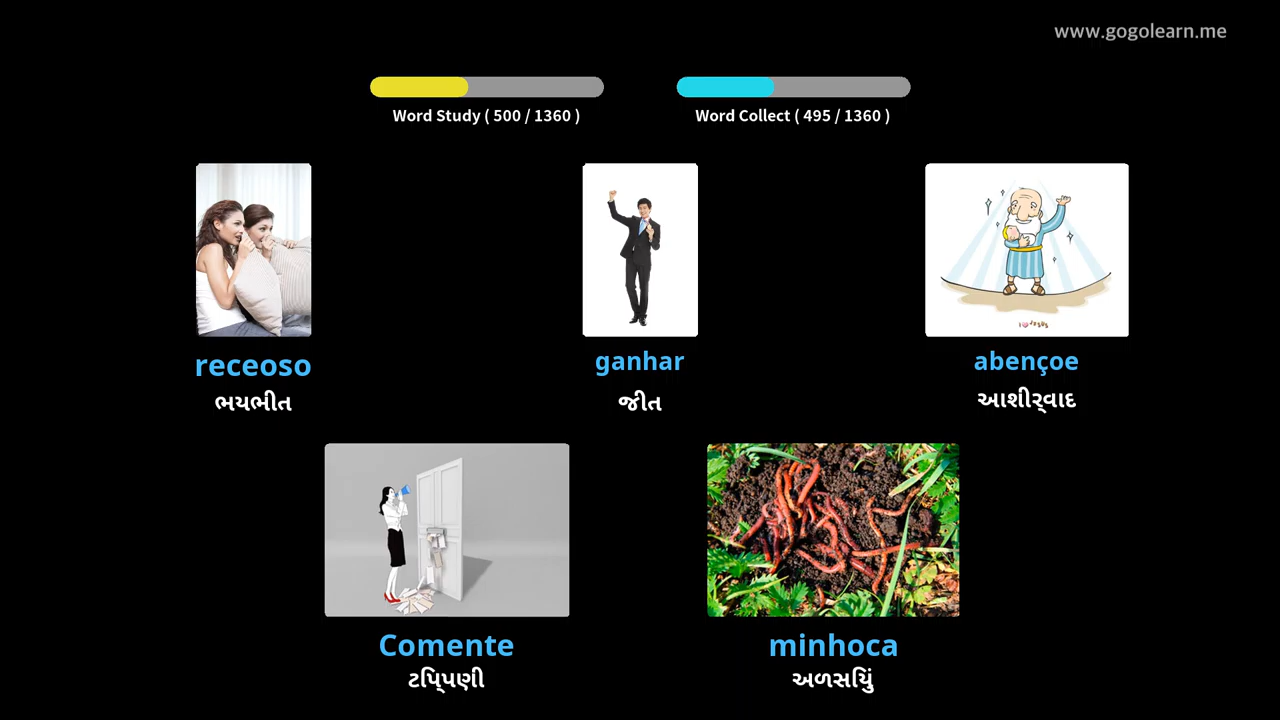 www.gogolearn.me
Word Study ( 500 / 1360 )
Word Collect ( 495 / 1360 )
receoso
ભયભીત
ganhar
જીત
abençoe
આશીર્વાદ
I ❤ JESUS
Comente
ટિપ્પણી
minhoca
અળસિયું